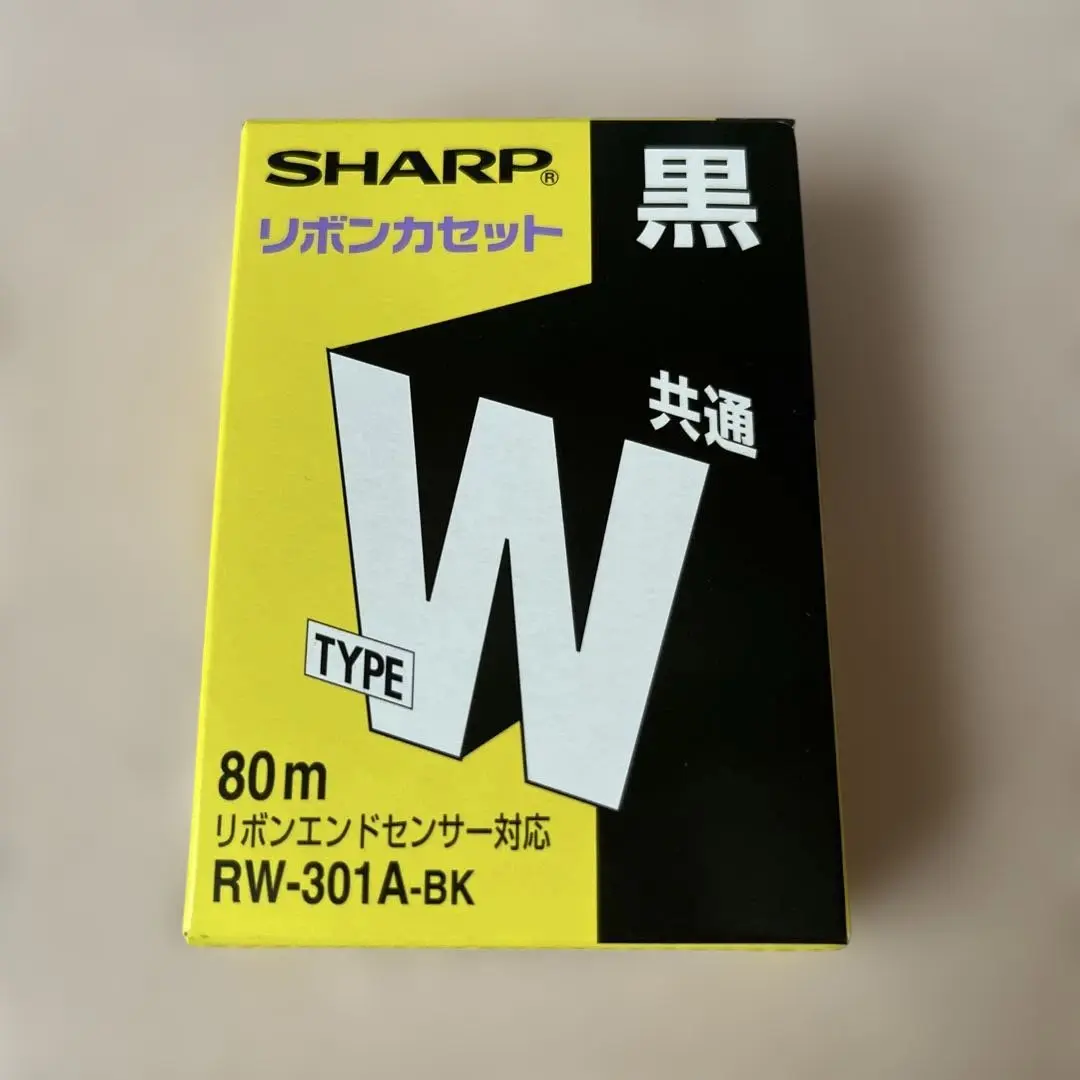 SHARP®
リボンカセット
黒
共通
W
TYPE
80m
リボンエンドセンサー対応
RW-301A-BK